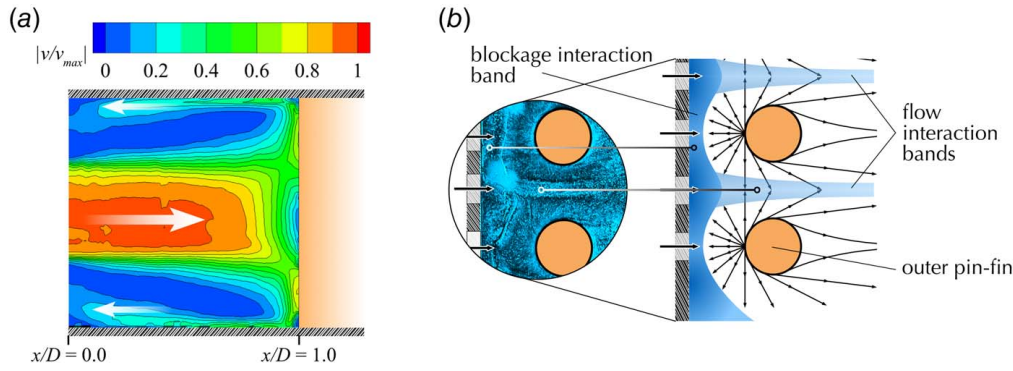 (a)
|v/v_max|
0 0.2 0.4 0.6 0.8 1
x/D = 0.0
x/D = 1.0
(b)
blockage interaction
band
flow
interaction
bands
outer pin-fin